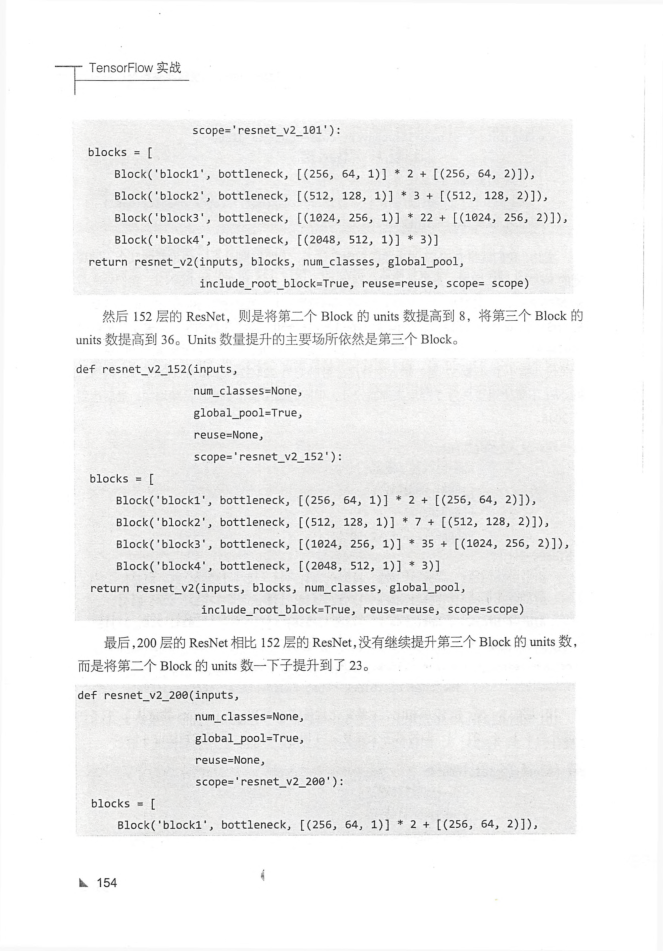 TensorFlow 实战
scope='resnet_v2_101'):
blocks = [
Block('block1', bottleneck, [(256, 64, 1)] * 2 + [(256, 64, 2)]),
Block('block2', bottleneck, [(512, 128, 1)] * 3 + [(512, 128, 2)]),
Block('block3', bottleneck, [(1024, 256, 1)] * 22 + [(1024, 256, 2)]),
Block('block4', bottleneck, [(2048, 512, 1)] * 3)]
return resnet_v2(inputs, blocks, num_classes, global_pool,
include_root_block=True, reuse=reuse, scope= scope)
然后 152 层的 ResNet，则是将第二个 Block 的 units 数提高到 8，将第三个 Block 的
units 数提高到 36。Units 数量提升的主要场所依然是第三个 Block。
def resnet_v2_152(inputs,
num_classes=None,
global_pool=True,
reuse=None,
scope='resnet_v2_152'):
blocks = [
Block('block1', bottleneck, [(256, 64, 1)] * 2 + [(256, 64, 2)]),
Block('block2', bottleneck, [(512, 128, 1)] * 7 + [(512, 128, 2)]),
Block('block3', bottleneck, [(1024, 256, 1)] * 35 + [(1024, 256, 2)]),
Block('block4', bottleneck, [(2048, 512, 1)] * 3)]
return resnet_v2(inputs, blocks, num_classes, global_pool,
include_root_block=True, reuse=reuse, scope=scope)
最后，200 层的 ResNet 相比 152 层的 ResNet，没有继续提升第三个 Block 的 units 数，
而是将第二个 Block 的 units 数一下子提升到了 23。
def resnet_v2_200(inputs,
num_classes=None,
global_pool=True,
reuse=None,
scope='resnet_v2_200'):
blocks = [
Block('block1', bottleneck, [(256, 64, 1)] * 2 + [(256, 64, 2)]),
154